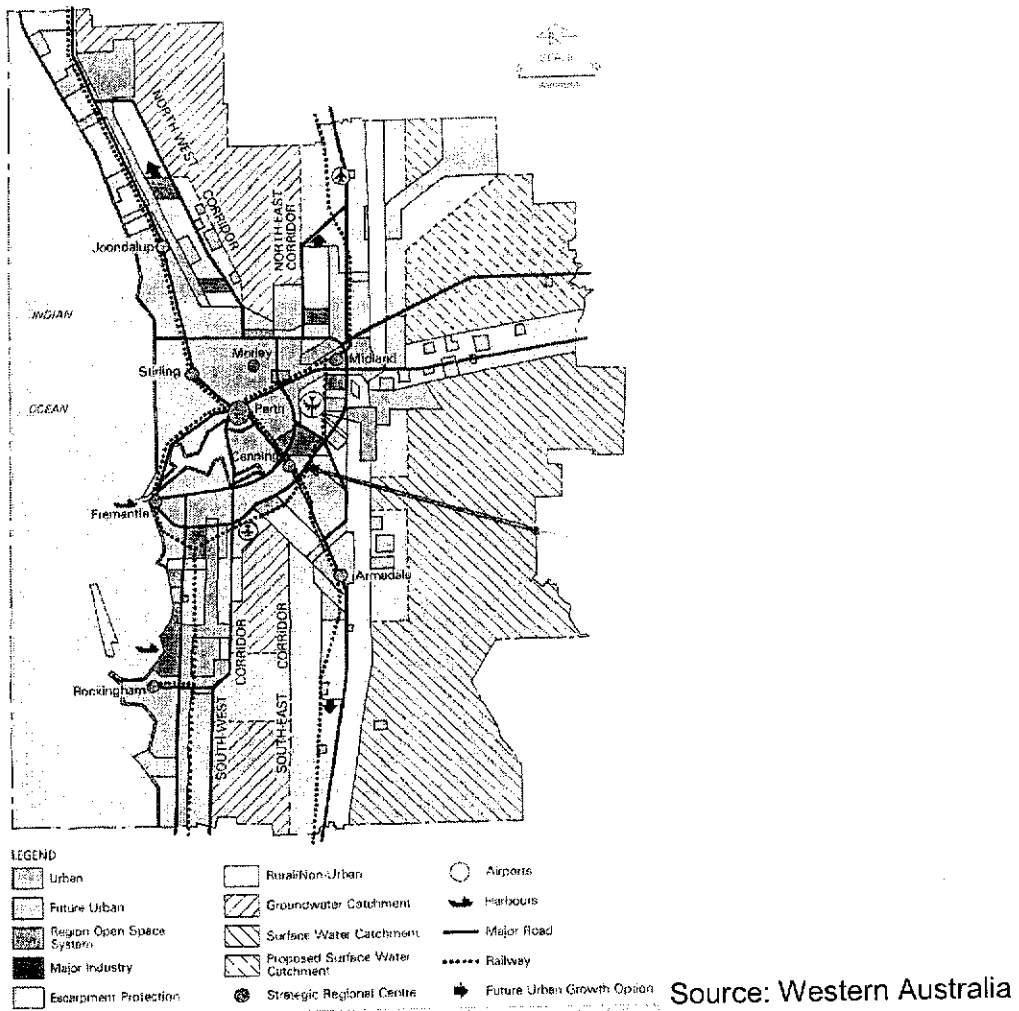 SCALE
NORTH-WEST
CORRIDOR
NORTH-EAST
CORRIDOR
Joondalup
INDIAN
Morley
Midland
Stirling
OCEAN
Perth
Cannington
Fremantle
Armadale
CORRIDOR
CORRIDOR
Rockingham
SOUTH-WEST
SOUTH-EAST
LEGEND
Urban
Future Urban
Region Open Space
System
Major Industry
Escarpment Protection
Rural/Non-Urban
Groundwater Catchment
Surface Water Catchment
Proposed Surface Water
Catchment
Strategic Regional Centre
Airports
Harbours
Major Road
Railway
Future Urban Growth Option
Source: Western Australia